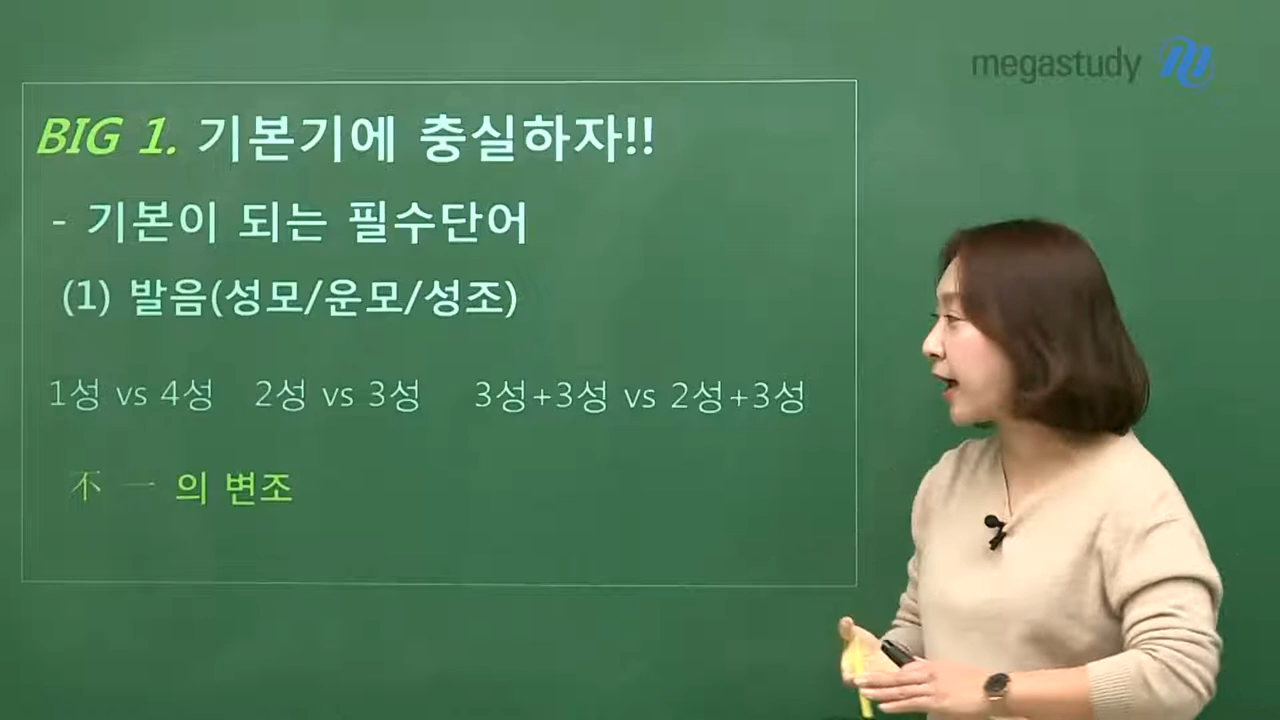 megastudy
BIG 1. 기본기에 충실하자!!
- 기본이 되는 필수단어
(1) 발음(성모/운모/성조)
1성 vs 4성 2성 vs 3성 3성+3성 vs 2성+3성
不 一 의 변조